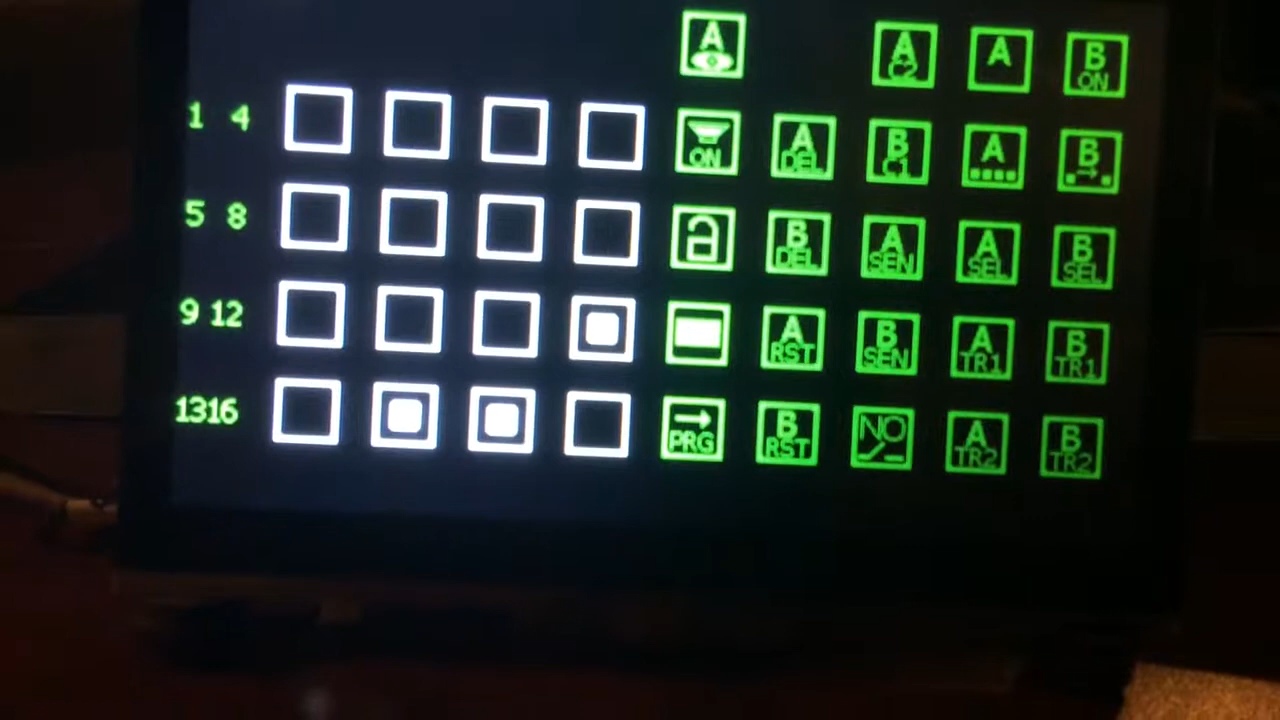 A A C2 A B ON
1 4 ON A DEL B C1 A B
5 8 B DEL A SEN A SEL B SEL
9 12 A RST B SEN A TR1 B TR1
1316 PRG B RST NO A TR2 B TR2